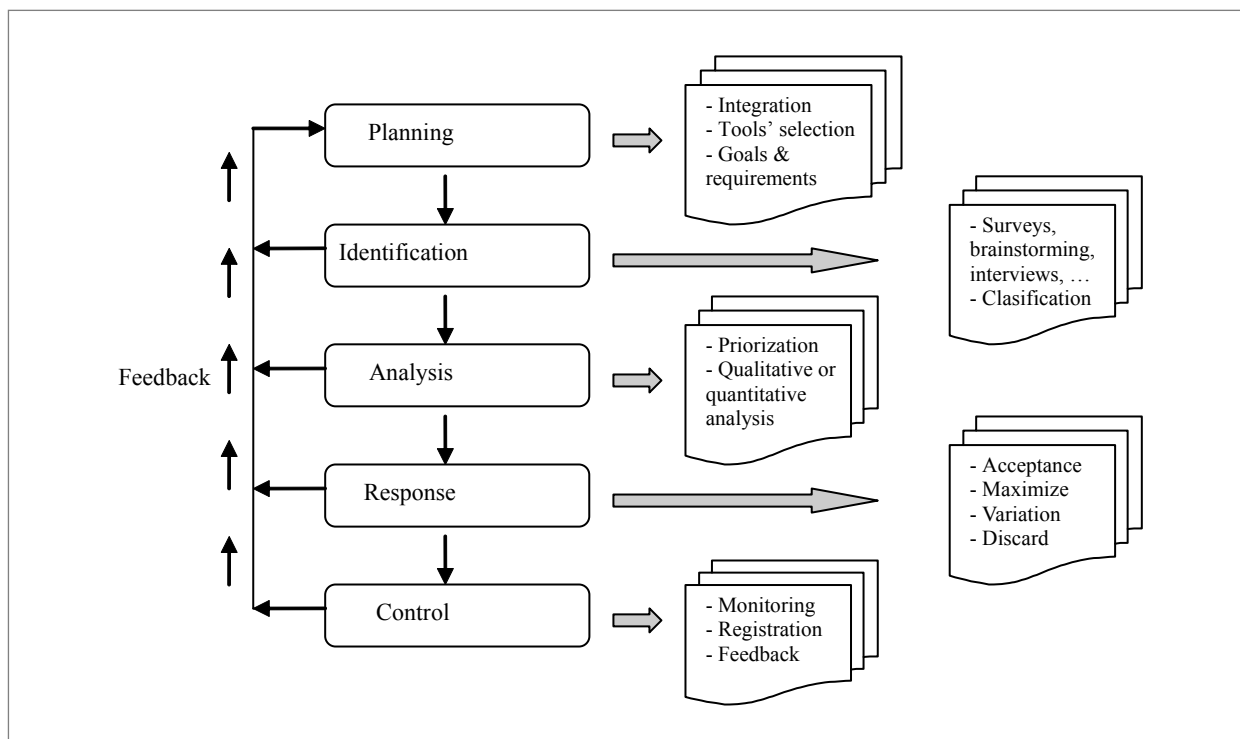 Planning
- Integration
- Tools’ selection
- Goals &
requirements
Identification
- Surveys,
brainstorming,
interviews, …
- Clasification
Feedback
Analysis
- Priorization
- Qualitative or
quantitative
analysis
Response
- Acceptance
- Maximize
- Variation
- Discard
Control
- Monitoring
- Registration
- Feedback